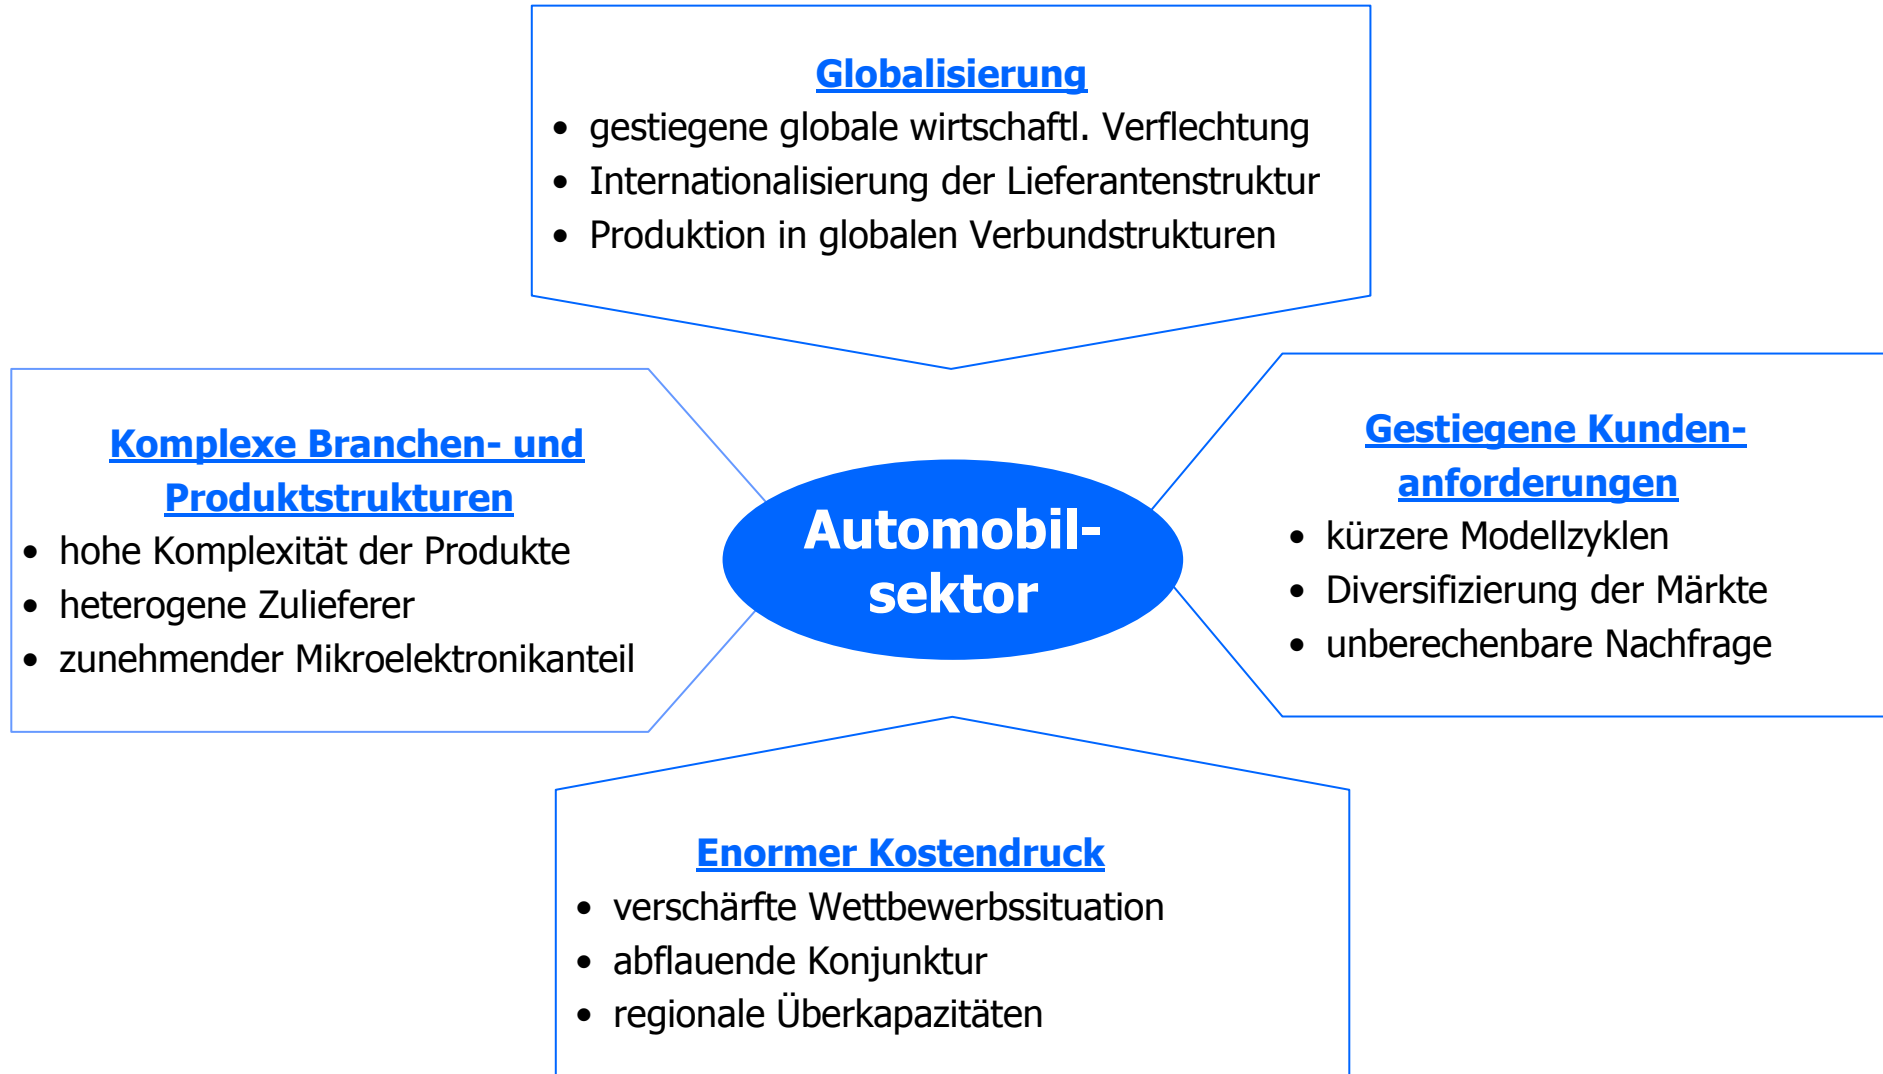 Globalisierung
• gestiegene globale wirtschaftl. Verflechtung
• Internationalisierung der Lieferantenstruktur
• Produktion in globalen Verbundstrukturen
Komplexe Branchen- und
Produktstrukturen
• hohe Komplexität der Produkte
• heterogene Zulieferer
• zunehmender Mikroelektronikanteil
Automobil-
sektor
Gestiegene Kunden-
anforderungen
• kürzere Modellzyklen
• Diversifizierung der Märkte
• unberechenbare Nachfrage
Enormer Kostendruck
• verschärfte Wettbewerbssituation
• abflauende Konjunktur
• regionale Überkapazitäten